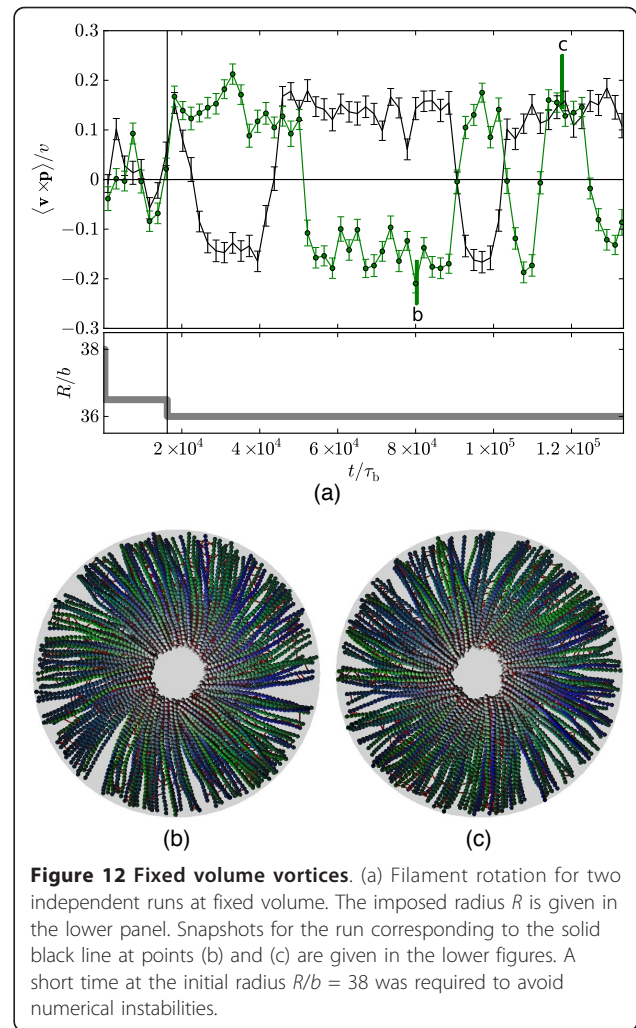 0.3
0.2
0.1
0
−0.1
−0.2
−0.3
⟨v × p⟩/v
c
b
38
36
R/b
2 ×10⁴ 4 ×10⁴ 6 ×10⁴ 8 ×10⁴ 1 ×10⁵ 1.2 ×10⁵
t/τb
(a)
(b) (c)
Figure 12 Fixed volume vortices. (a) Filament rotation for two
independent runs at fixed volume. The imposed radius R is given in
the lower panel. Snapshots for the run corresponding to the solid
black line at points (b) and (c) are given in the lower figures. A
short time at the initial radius R/b = 38 was required to avoid
numerical instabilities.